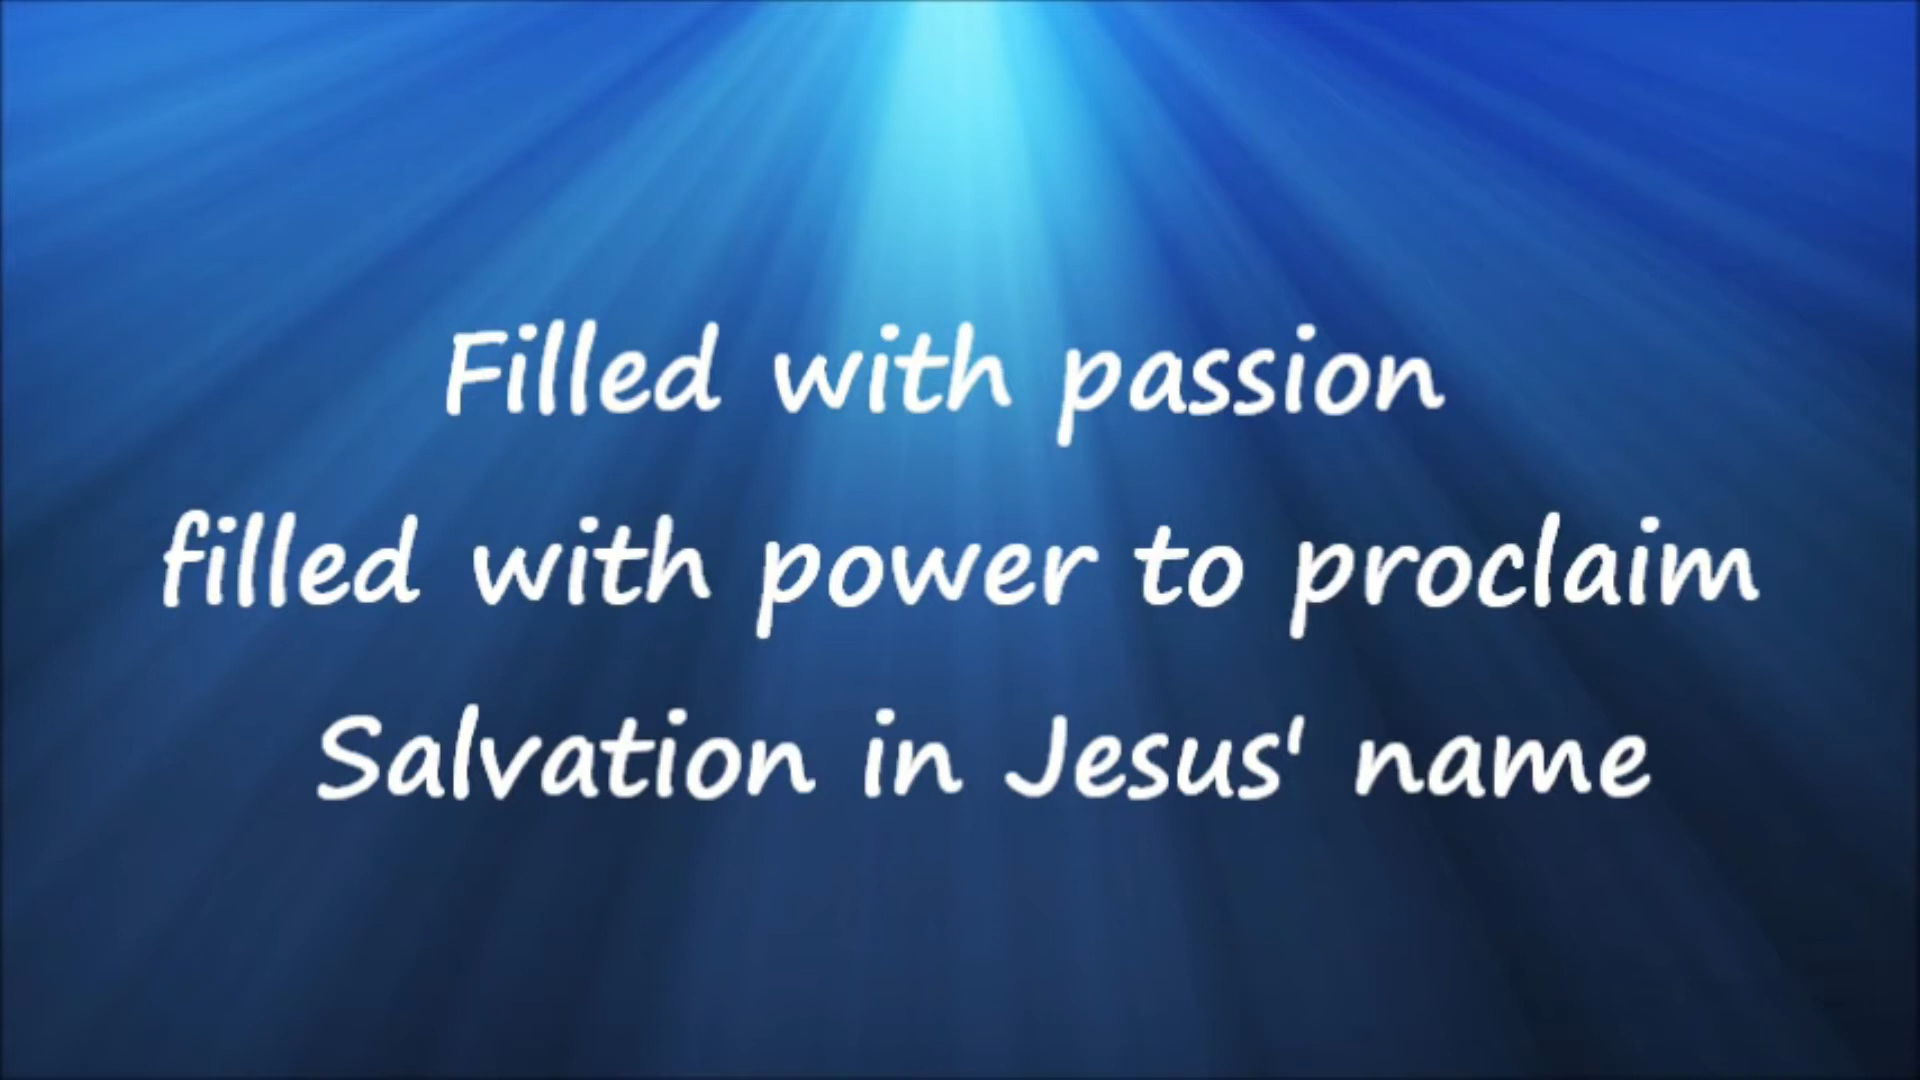 Filled with passion
filled with power to proclaim
Salvation in Jesus' name